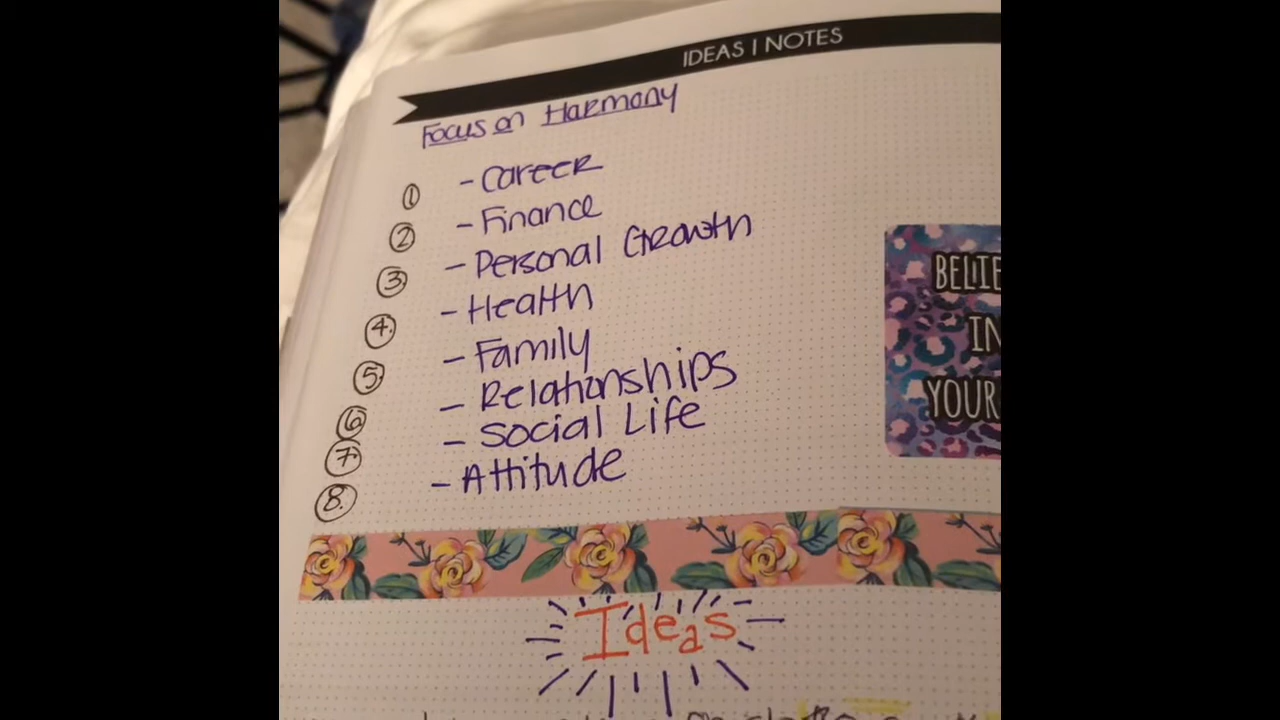 IDEAS | NOTES
Focus on Harmony
① - Career
② - Finance
③ - Personal Growth
④. - Health
⑤. - Family
⑥ - Relationships
⑦. - Social Life
⑧. - Attitude
BELIE
IN
YOUR
Ideas